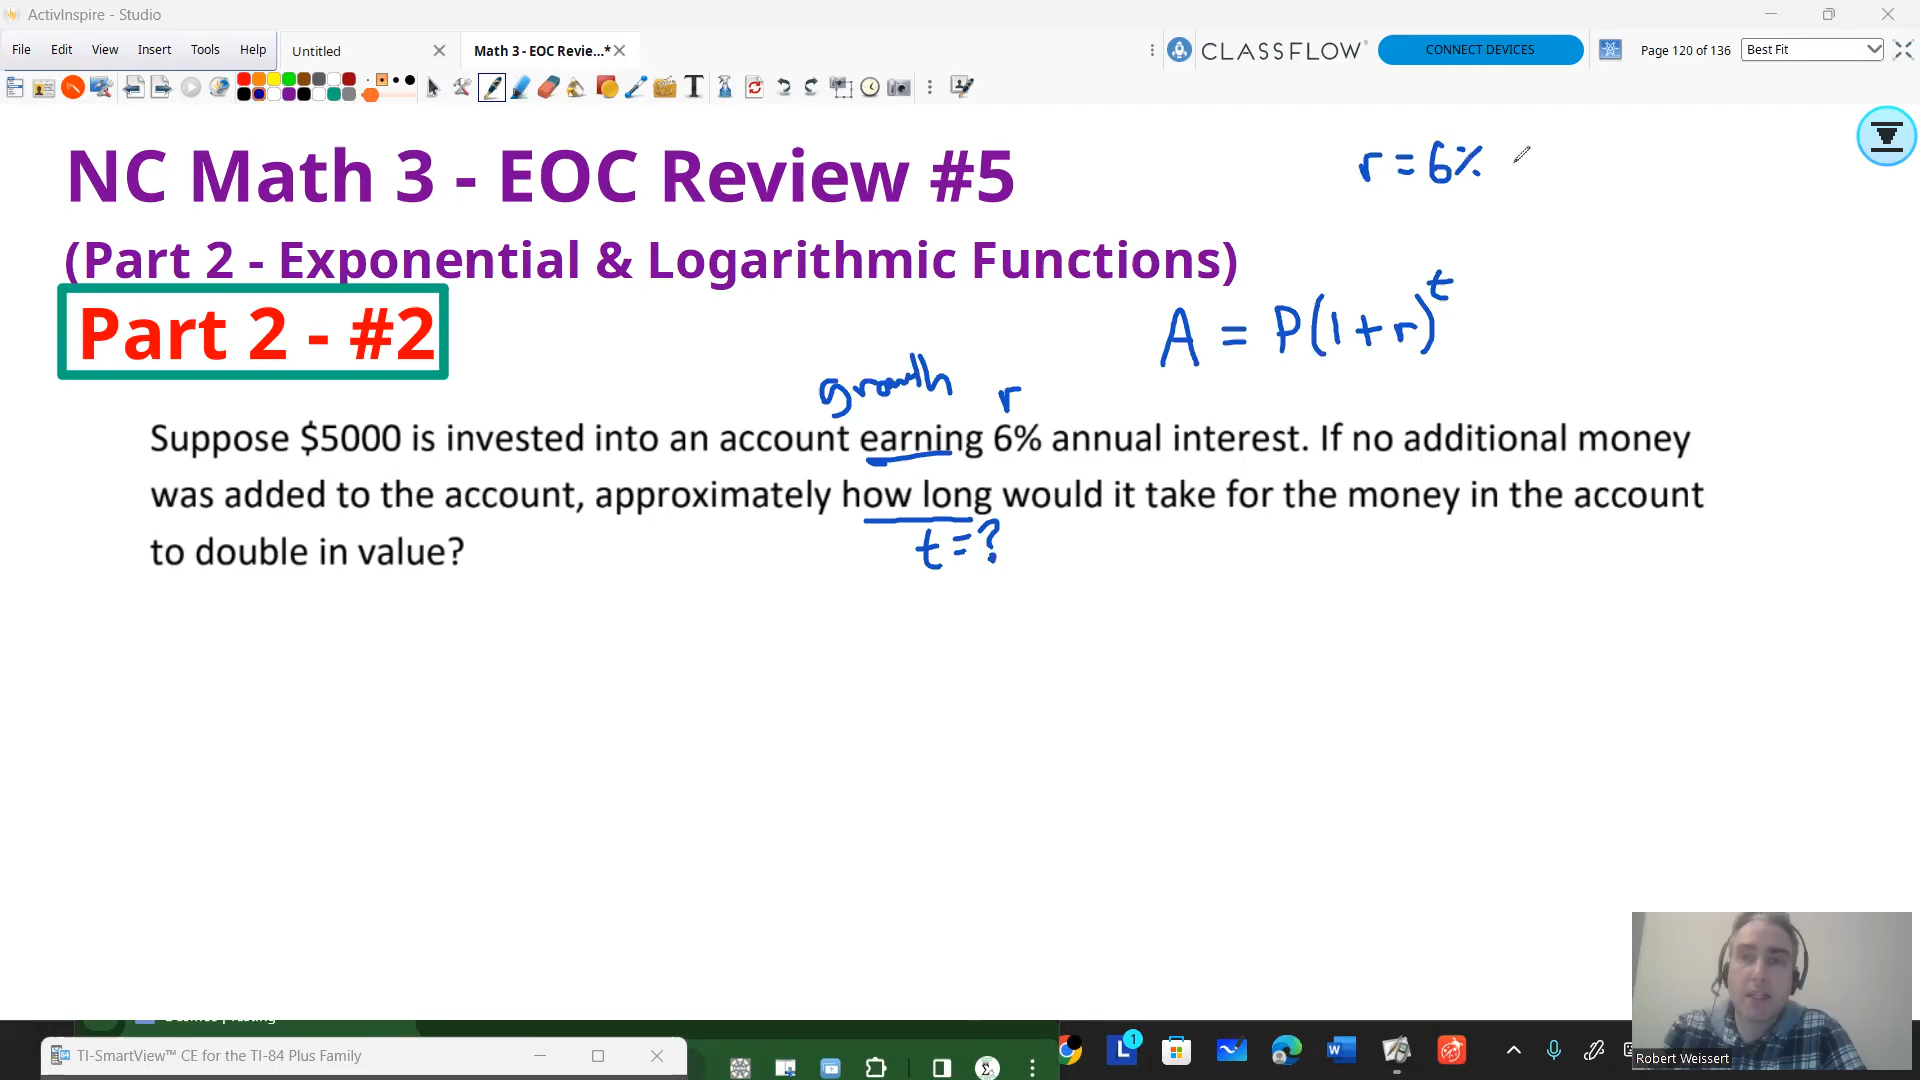 ActivInspire - Studio
File Edit View Insert Tools Help
Untitled
Math 3 - EOC Revie...*
CLASSFLOW
CONNECT DEVICES
Page 120 of 136
Best Fit
NC Math 3 - EOC Review #5
r = 6%
(Part 2 - Exponential & Logarithmic Functions)
Part 2 - #2
A = P(1+r)^t
growth r
Suppose $5000 is invested into an account earning 6% annual interest. If no additional money
was added to the account, approximately how long would it take for the money in the account
to double in value?
t = ?
TI-SmartView™ CE for the TI-84 Plus Family
1
Robert Weissert